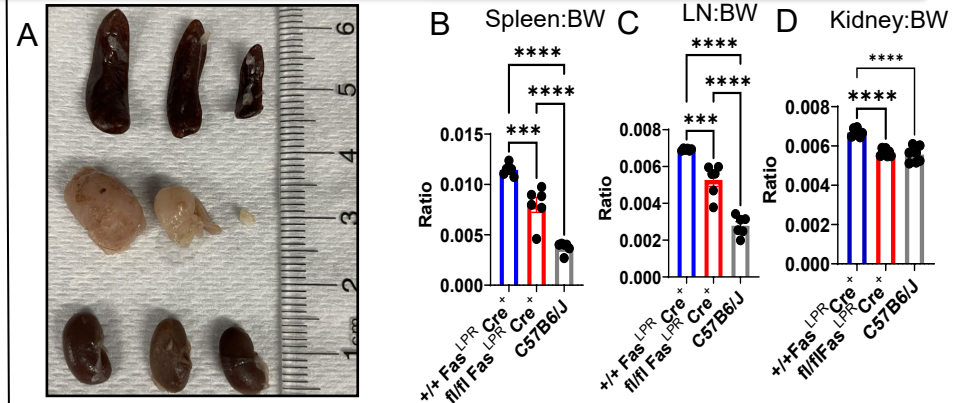 A
6
5
4
3
2
1cm
B
Spleen:BW
****
****
***
0.015
0.010
0.005
0.000
Ratio
+/+ Fas LPR Cre+
fl/fl Fas LPR Cre+
C57B6/J
C
LN:BW
****
****
***
0.008
0.006
0.004
0.002
0.000
Ratio
+/+ Fas LPR Cre+
fl/fl Fas LPR Cre+
C57B6/J
D
Kidney:BW
****
****
0.008
0.006
0.004
0.002
0.000
Ratio
+/+Fas LPR Cre+
fl/flFas LPR Cre+
C57B6/J